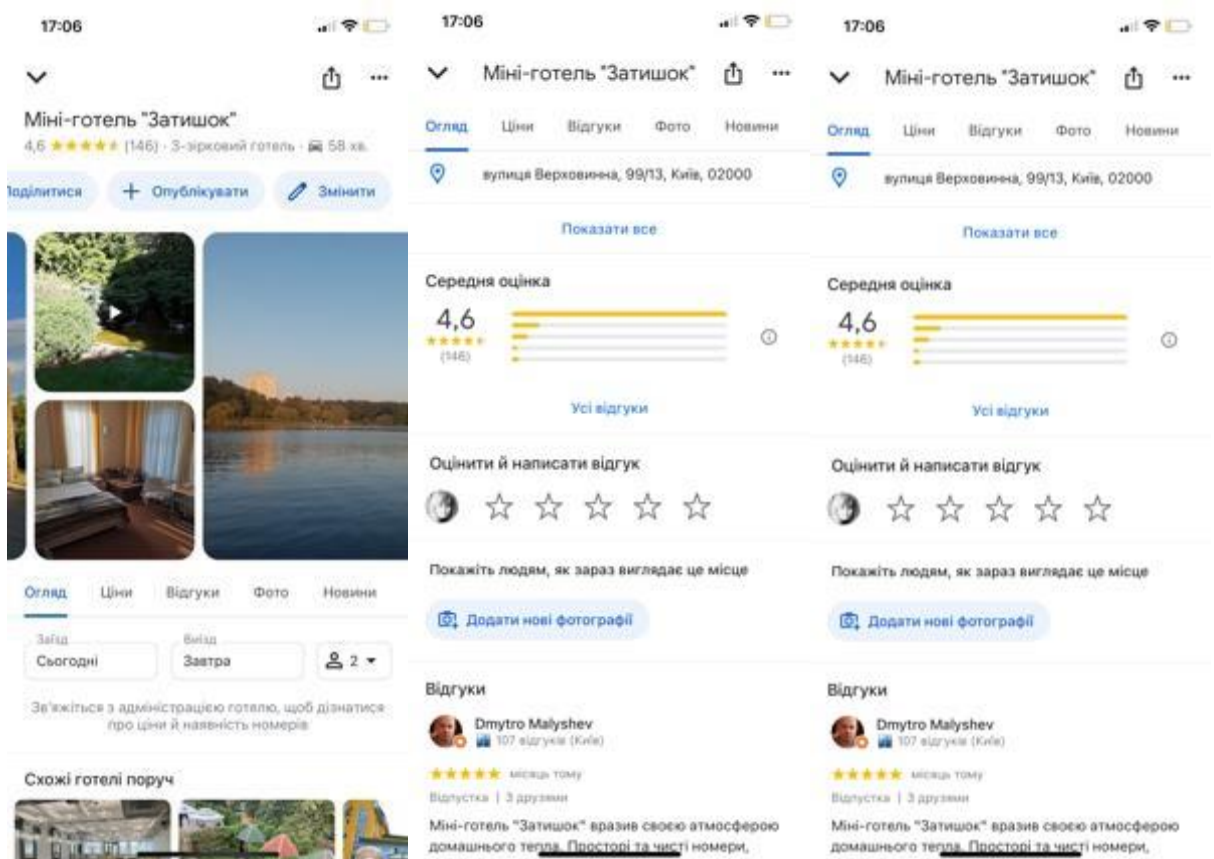 17:06
Міні-готель "Затишок"
4,6 (146) · 3-зірковий готель · 58 хв.
Поділитися
Опублікувати
Змінити
Огляд Ціни Відгуки Фото Новини
Заїзд
Сьогодні
Виїзд
Завтра
2
Зв'яжіться з адміністрацією готелю, щоб дізнатися
про ціни й наявність номерів
Схожі готелі поруч
17:06
Міні-готель "Затишок"
Огляд Ціни Відгуки Фото Новини
вулиця Верховинна, 99/13, Київ, 02000
Показати все
Середня оцінка
4,6
(146)
Усі відгуки
Оцінити й написати відгук
Покажіть людям, як зараз виглядає це місце
Додати нові фотографії
Відгуки
Dmytro Malyshev
107 відгуків (Київ)
місяць тому
Відпустка | З друзями
Міні-готель "Затишок" вразив своєю атмосферою
домашнього тепла. Просторі та чисті номери,
17:06
Міні-готель "Затишок"
Огляд Ціни Відгуки Фото Новини
вулиця Верховинна, 99/13, Київ, 02000
Показати все
Середня оцінка
4,6
(146)
Усі відгуки
Оцінити й написати відгук
Покажіть людям, як зараз виглядає це місце
Додати нові фотографії
Відгуки
Dmytro Malyshev
107 відгуків (Київ)
місяць тому
Відпустка | З друзями
Міні-готель "Затишок" вразив своєю атмосферою
домашнього тепла. Просторі та чисті номери,